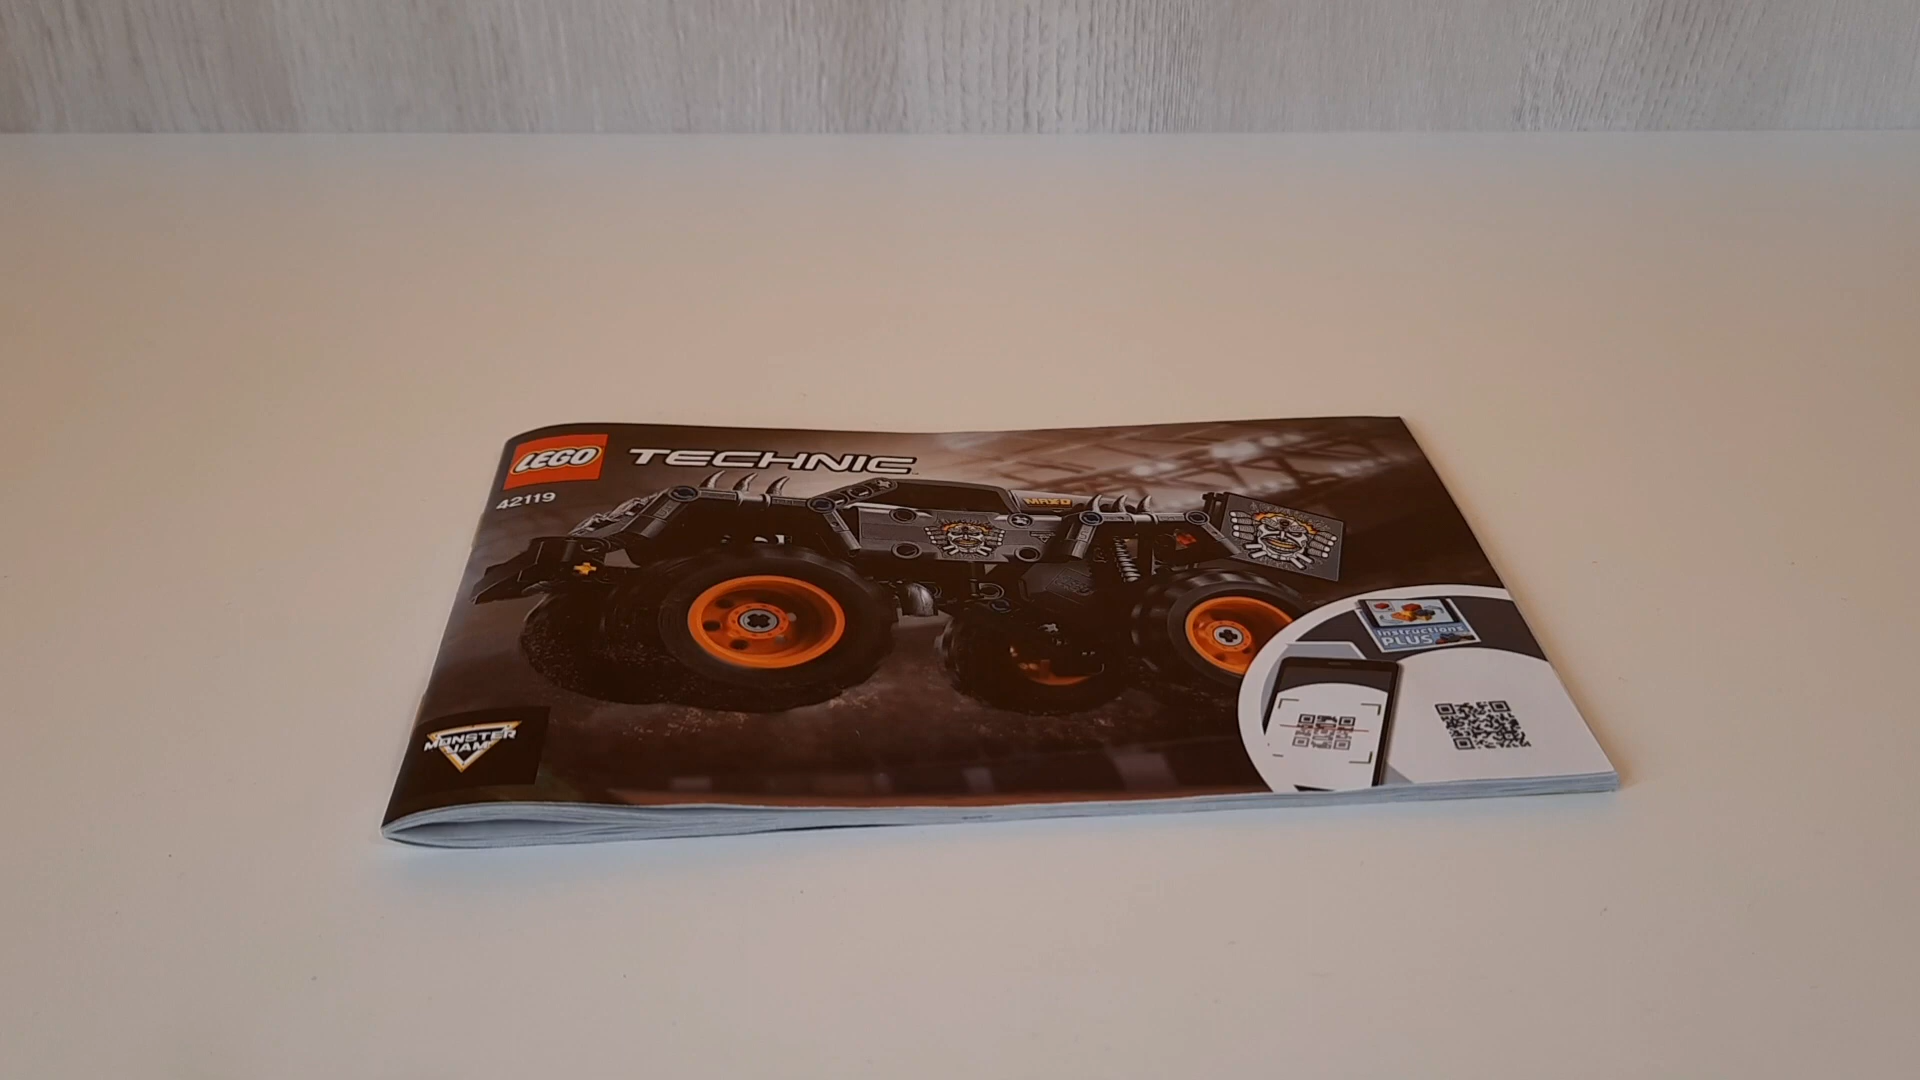 LEGO
TECHNIC
42119
MAX-D
Instructions
PLUS
MONSTER
JAM